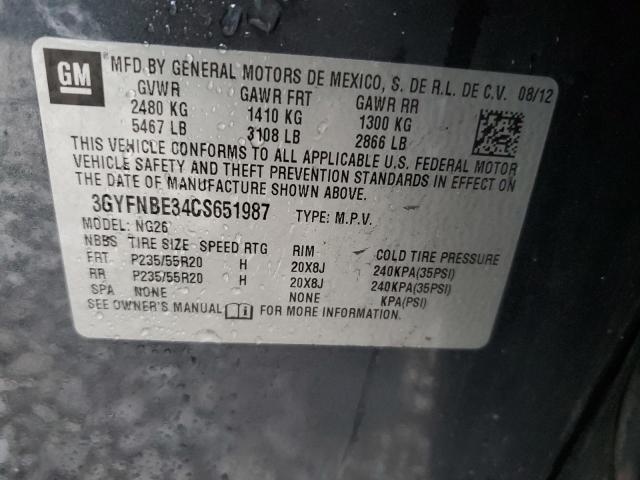 GM
MFD BY GENERAL MOTORS DE MEXICO, S. DE R.L. DE C.V. 08/12
GVWR GAWR FRT GAWR RR
2480 KG 1410 KG 1300 KG
5467 LB 3108 LB 2866 LB
THIS VEHICLE CONFORMS TO ALL APPLICABLE U.S. FEDERAL MOTOR
VEHICLE SAFETY AND THEFT PREVENTION STANDARDS IN EFFECT ON
THE DATE OF MANUFACTURE SHOWN ABOVE.
3GYFNBE34CS651987 TYPE: M.P.V.
MODEL: NG26
NBBS TIRE SIZE SPEED RTG RIM COLD TIRE PRESSURE
FRT P235/55R20 H 20X8J 240KPA(35PSI)
RR P235/55R20 H 20X8J 240KPA(35PSI)
SPA NONE NONE KPA(PSI)
SEE OWNER'S MANUAL FOR MORE INFORMATION.